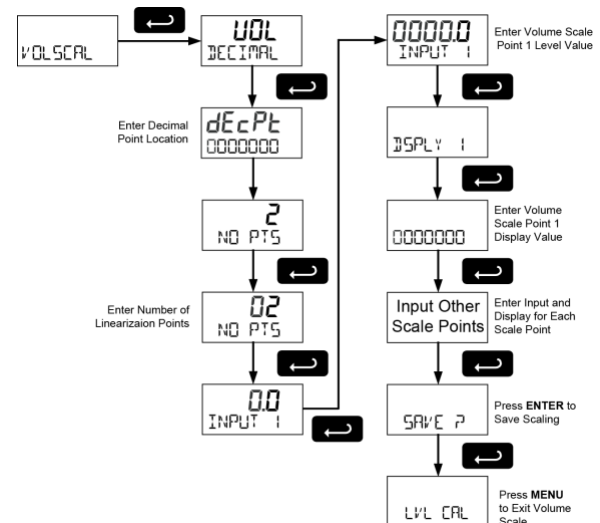 VOLSCAL
VOL
DECIMAL
Enter Decimal
Point Location
dEcPt
0000000
2
NO PTS
Enter Number of
Linearizaion Points
02
NO PTS
0.0
INPUT 1
0000.0
INPUT 1
Enter Volume Scale
Point 1 Level Value
DSPLY 1
0000000
Enter Volume
Scale Point 1
Display Value
Input Other
Scale Points
Enter Input and
Display for Each
Scale Point
SAVE ?
Press ENTER to
Save Scaling
LVL CAL
Press MENU
to Exit Volume
Scale